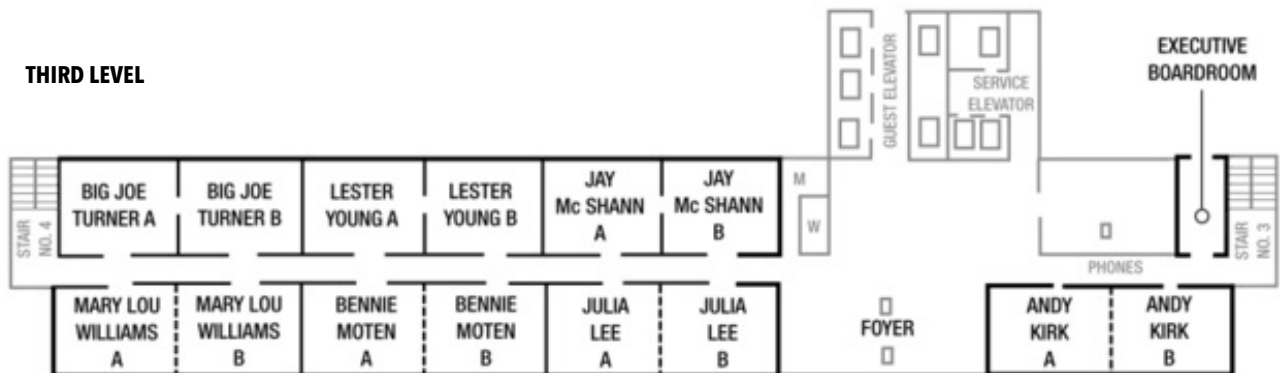 THIRD LEVEL
EXECUTIVE
BOARDROOM
GUEST ELEVATOR
SERVICE
ELEVATOR
STAIR
NO. 4
BIG JOE
TURNER A
BIG JOE
TURNER B
LESTER
YOUNG A
LESTER
YOUNG B
JAY
Mc SHANN
A
JAY
Mc SHANN
B
M
W
PHONES
STAIR
NO. 3
MARY LOU
WILLIAMS
A
MARY LOU
WILLIAMS
B
BENNIE
MOTEN
A
BENNIE
MOTEN
B
JULIA
LEE
A
JULIA
LEE
B
FOYER
ANDY
KIRK
A
ANDY
KIRK
B